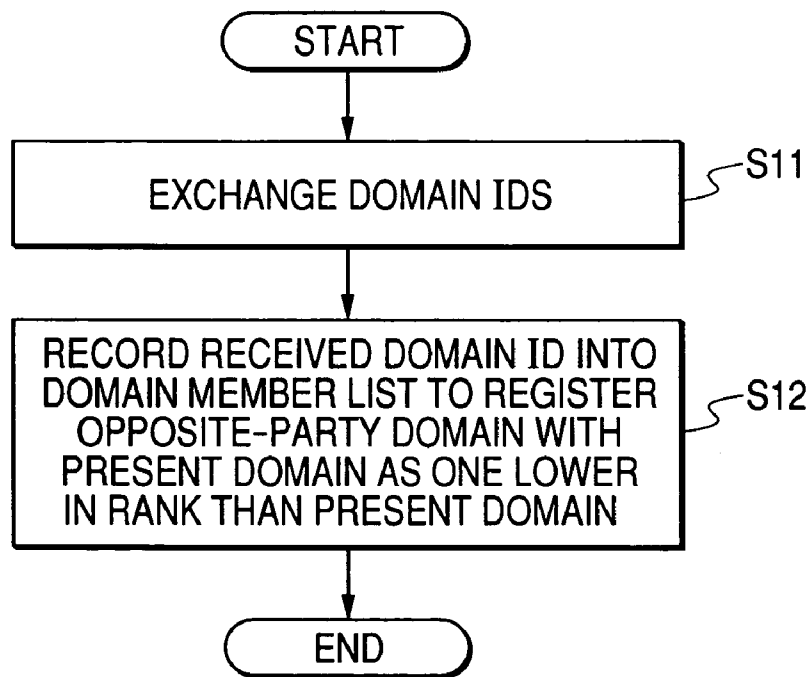 START
EXCHANGE DOMAIN IDS
S11
RECORD RECEIVED DOMAIN ID INTO
DOMAIN MEMBER LIST TO REGISTER
OPPOSITE-PARTY DOMAIN WITH
PRESENT DOMAIN AS ONE LOWER
IN RANK THAN PRESENT DOMAIN
S12
END